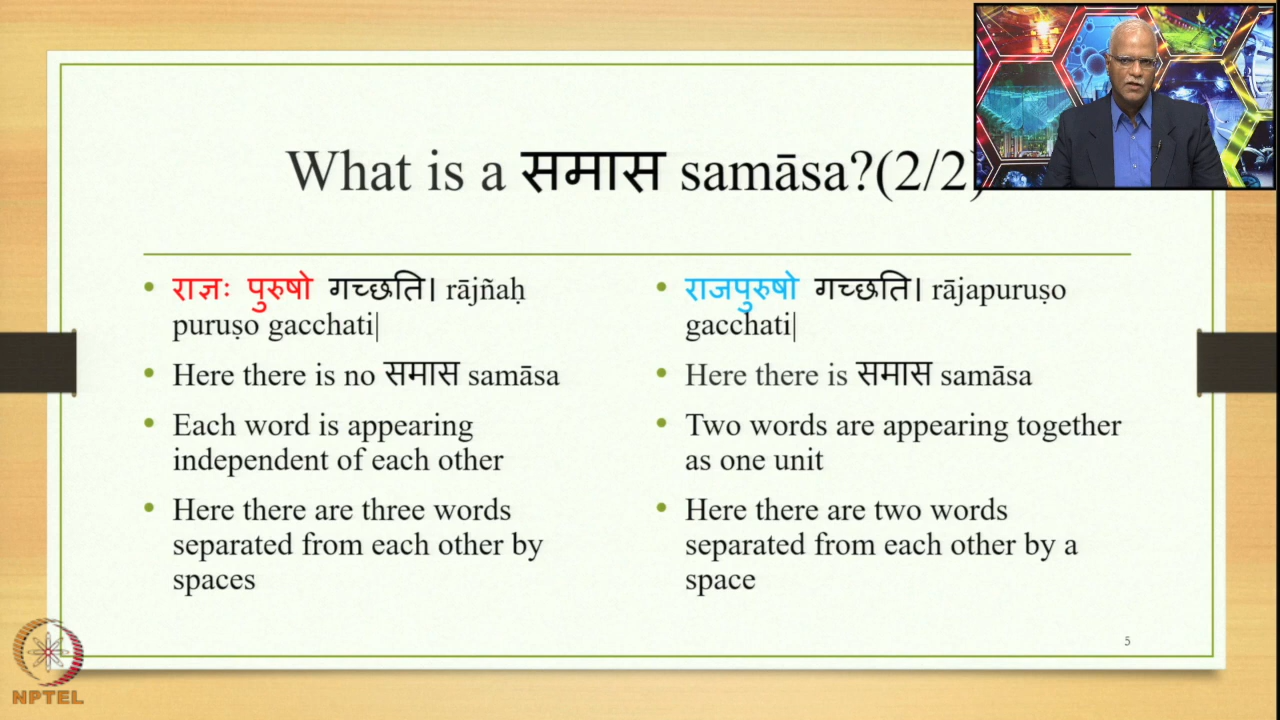 What is a समास samāsa?(2/2)
• राज्ञः पुरुषो गच्छति। rājñaḥ
puruṣo gacchati|
• Here there is no समास samāsa
• Each word is appearing
independent of each other
• Here there are three words
separated from each other by
spaces
• राजपुरुषो गच्छति। rājapuruṣo
gacchati|
• Here there is समास samāsa
• Two words are appearing together
as one unit
• Here there are two words
separated from each other by a
space
5
NPTEL